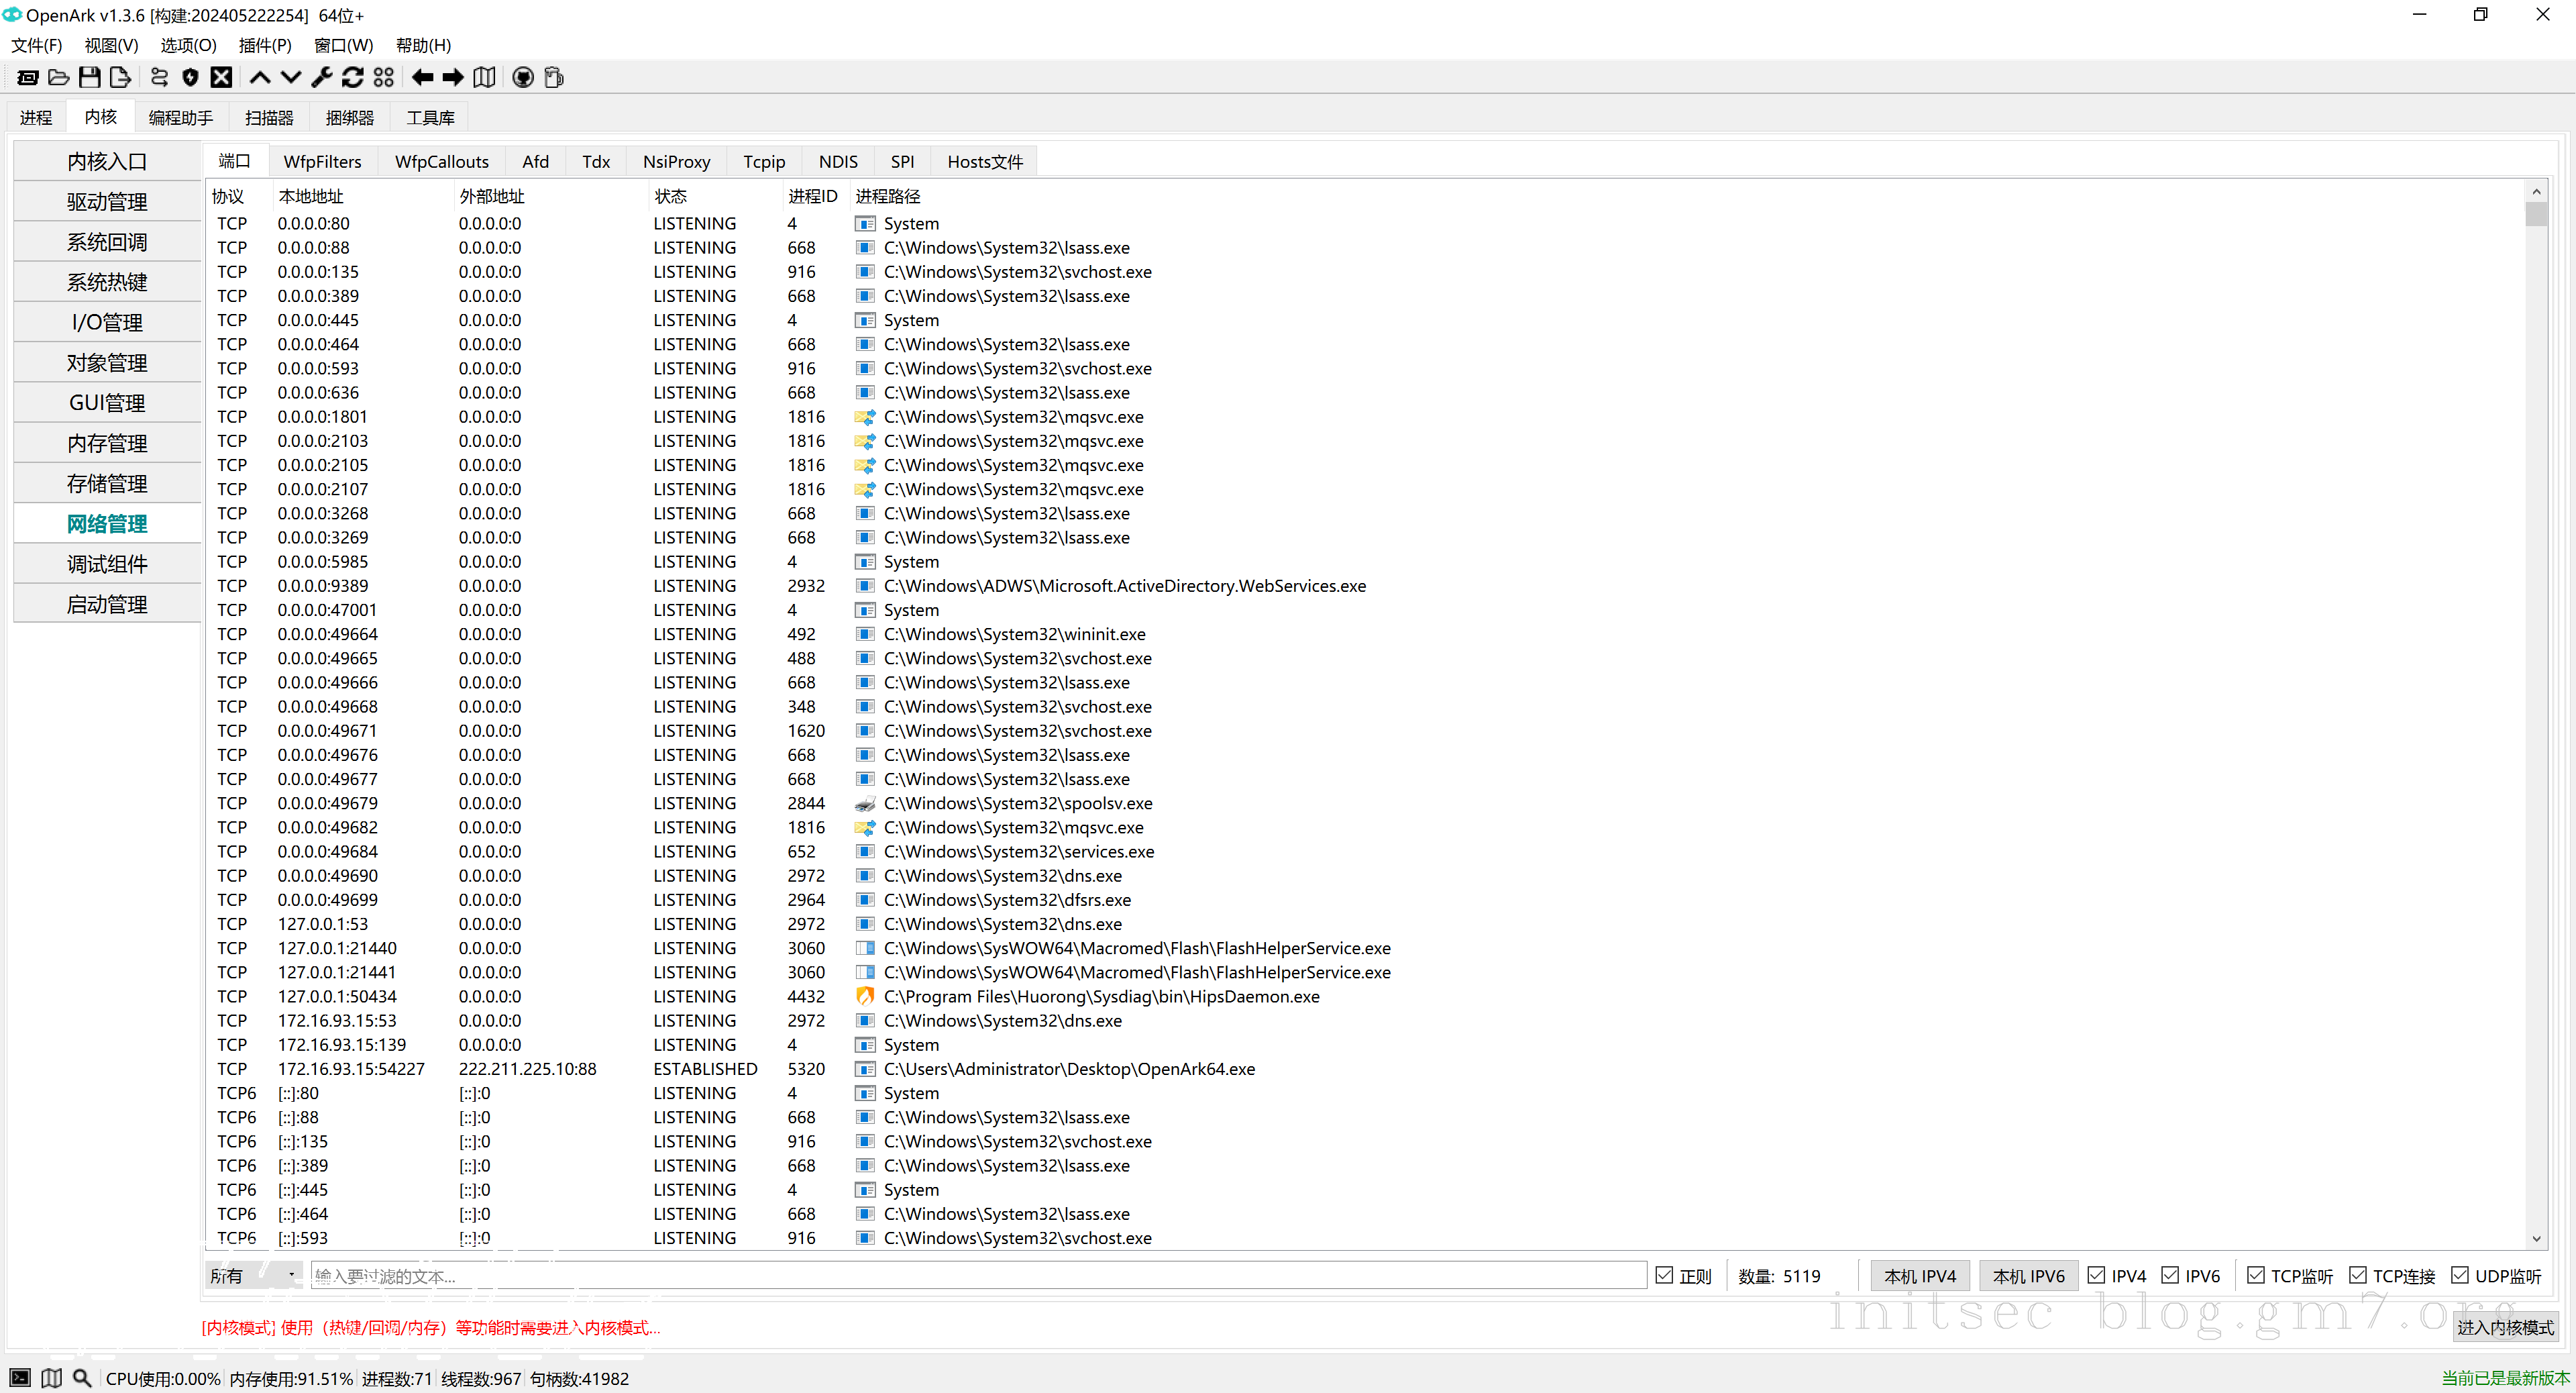 OpenArk v1.3.6 [构建:202405222254] 64位+
文件(F) 视图(V) 选项(O) 插件(P) 窗口(W) 帮助(H)
进程 内核 编程助手 扫描器 捆绑器 工具库
内核入口
驱动管理
系统回调
系统热键
I/O管理
对象管理
GUI管理
内存管理
存储管理
网络管理
调试组件
启动管理
端口 WfpFilters WfpCallouts Afd Tdx NsiProxy Tcpip NDIS SPI Hosts文件
协议 本地地址 外部地址 状态 进程ID 进程路径
TCP 0.0.0.0:80 0.0.0.0:0 LISTENING 4 System
TCP 0.0.0.0:88 0.0.0.0:0 LISTENING 668 C:\Windows\System32\lsass.exe
TCP 0.0.0.0:135 0.0.0.0:0 LISTENING 916 C:\Windows\System32\svchost.exe
TCP 0.0.0.0:389 0.0.0.0:0 LISTENING 668 C:\Windows\System32\lsass.exe
TCP 0.0.0.0:445 0.0.0.0:0 LISTENING 4 System
TCP 0.0.0.0:464 0.0.0.0:0 LISTENING 668 C:\Windows\System32\lsass.exe
TCP 0.0.0.0:593 0.0.0.0:0 LISTENING 916 C:\Windows\System32\svchost.exe
TCP 0.0.0.0:636 0.0.0.0:0 LISTENING 668 C:\Windows\System32\lsass.exe
TCP 0.0.0.0:1801 0.0.0.0:0 LISTENING 1816 C:\Windows\System32\mqsvc.exe
TCP 0.0.0.0:2103 0.0.0.0:0 LISTENING 1816 C:\Windows\System32\mqsvc.exe
TCP 0.0.0.0:2105 0.0.0.0:0 LISTENING 1816 C:\Windows\System32\mqsvc.exe
TCP 0.0.0.0:2107 0.0.0.0:0 LISTENING 1816 C:\Windows\System32\mqsvc.exe
TCP 0.0.0.0:3268 0.0.0.0:0 LISTENING 668 C:\Windows\System32\lsass.exe
TCP 0.0.0.0:3269 0.0.0.0:0 LISTENING 668 C:\Windows\System32\lsass.exe
TCP 0.0.0.0:5985 0.0.0.0:0 LISTENING 4 System
TCP 0.0.0.0:9389 0.0.0.0:0 LISTENING 2932 C:\Windows\ADWS\Microsoft.ActiveDirectory.WebServices.exe
TCP 0.0.0.0:47001 0.0.0.0:0 LISTENING 4 System
TCP 0.0.0.0:49664 0.0.0.0:0 LISTENING 492 C:\Windows\System32\wininit.exe
TCP 0.0.0.0:49665 0.0.0.0:0 LISTENING 488 C:\Windows\System32\svchost.exe
TCP 0.0.0.0:49666 0.0.0.0:0 LISTENING 668 C:\Windows\System32\lsass.exe
TCP 0.0.0.0:49668 0.0.0.0:0 LISTENING 348 C:\Windows\System32\svchost.exe
TCP 0.0.0.0:49671 0.0.0.0:0 LISTENING 1620 C:\Windows\System32\svchost.exe
TCP 0.0.0.0:49676 0.0.0.0:0 LISTENING 668 C:\Windows\System32\lsass.exe
TCP 0.0.0.0:49677 0.0.0.0:0 LISTENING 668 C:\Windows\System32\lsass.exe
TCP 0.0.0.0:49679 0.0.0.0:0 LISTENING 2844 C:\Windows\System32\spoolsv.exe
TCP 0.0.0.0:49682 0.0.0.0:0 LISTENING 1816 C:\Windows\System32\mqsvc.exe
TCP 0.0.0.0:49684 0.0.0.0:0 LISTENING 652 C:\Windows\System32\services.exe
TCP 0.0.0.0:49690 0.0.0.0:0 LISTENING 2972 C:\Windows\System32\dns.exe
TCP 0.0.0.0:49699 0.0.0.0:0 LISTENING 2964 C:\Windows\System32\dfsrs.exe
TCP 127.0.0.1:53 0.0.0.0:0 LISTENING 2972 C:\Windows\System32\dns.exe
TCP 127.0.0.1:21440 0.0.0.0:0 LISTENING 3060 C:\Windows\SysWOW64\Macromed\Flash\FlashHelperService.exe
TCP 127.0.0.1:21441 0.0.0.0:0 LISTENING 3060 C:\Windows\SysWOW64\Macromed\Flash\FlashHelperService.exe
TCP 127.0.0.1:50434 0.0.0.0:0 LISTENING 4432 C:\Program Files\Huorong\Sysdiag\bin\HipsDaemon.exe
TCP 172.16.93.15:53 0.0.0.0:0 LISTENING 2972 C:\Windows\System32\dns.exe
TCP 172.16.93.15:139 0.0.0.0:0 LISTENING 4 System
TCP 172.16.93.15:54227 222.211.225.10:88 ESTABLISHED 5320 C:\Users\Administrator\Desktop\OpenArk64.exe
TCP6 [::]:80 [::]:0 LISTENING 4 System
TCP6 [::]:88 [::]:0 LISTENING 668 C:\Windows\System32\lsass.exe
TCP6 [::]:135 [::]:0 LISTENING 916 C:\Windows\System32\svchost.exe
TCP6 [::]:389 [::]:0 LISTENING 668 C:\Windows\System32\lsass.exe
TCP6 [::]:445 [::]:0 LISTENING 4 System
TCP6 [::]:464 [::]:0 LISTENING 668 C:\Windows\System32\lsass.exe
TCP6 [::]:593 [::]:0 LISTENING 916 C:\Windows\System32\svchost.exe
所有 输入要过滤的文本... 正则 数量: 5119 本机 IPV4 本机 IPV6 IPV4 IPV6 TCP监听 TCP连接 UDP监听
initsec blog.gm7.org
[内核模式] 使用（热键/回调/内存）等功能时需要进入内核模式... 进入内核模式
CPU使用:0.00% 内存使用:91.51% 进程数:71 线程数:967 句柄数:41982 当前已是最新版本